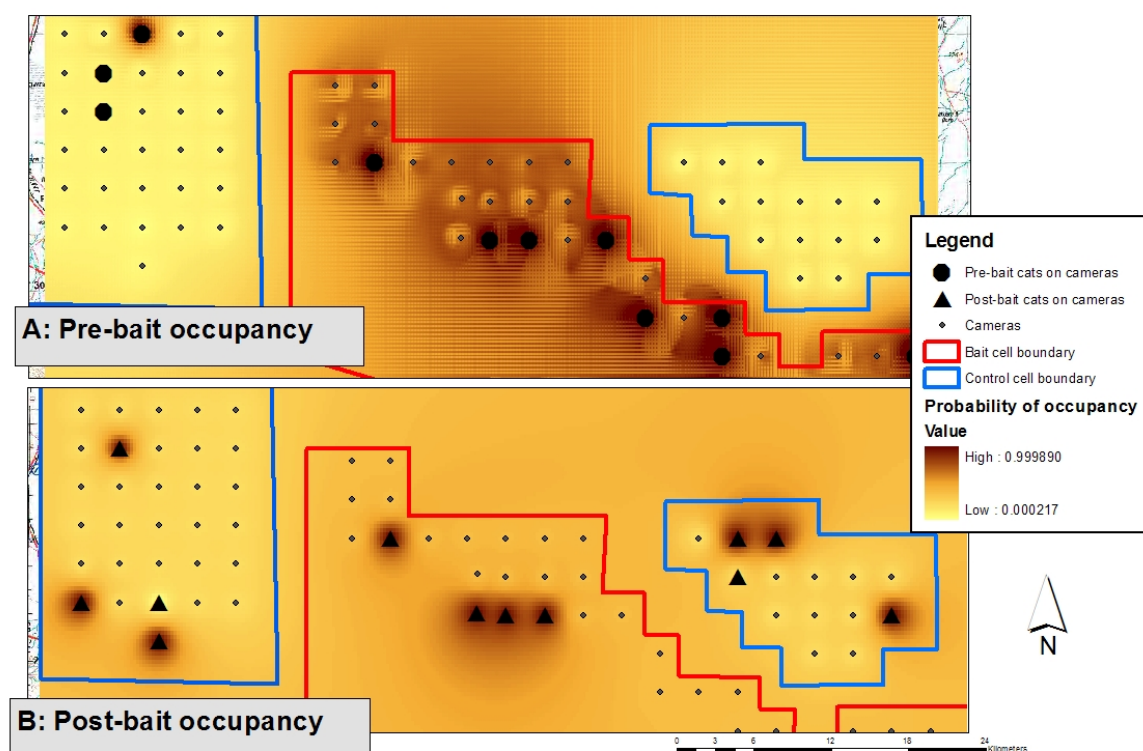 A: Pre-bait occupancy
30
Legend
Pre-bait cats on cameras
Post-bait cats on cameras
Cameras
Bait cell boundary
Control cell boundary
Probability of occupancy
Value
High : 0.999890
Low : 0.000217
B: Post-bait occupancy
N
0 3 6 12 18 24
Kilometers